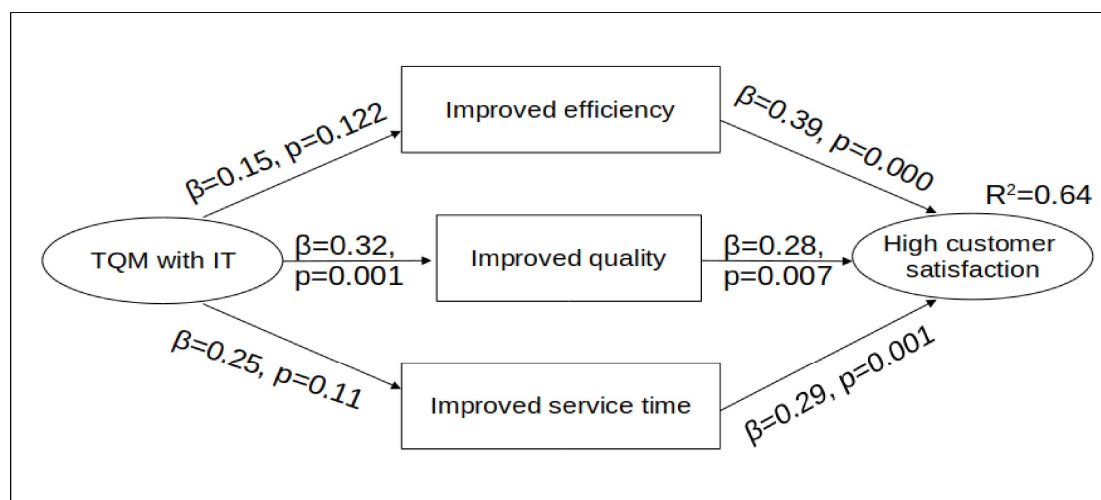 Improved efficiency
β=0.15, p=0.122
β=0.39, p=0.000
R²=0.64
TQM with IT
β=0.32,
p=0.001
Improved quality
β=0.28,
p=0.007
High customer
satisfaction
β=0.25, p=0.11
Improved service time
β=0.29, p=0.001